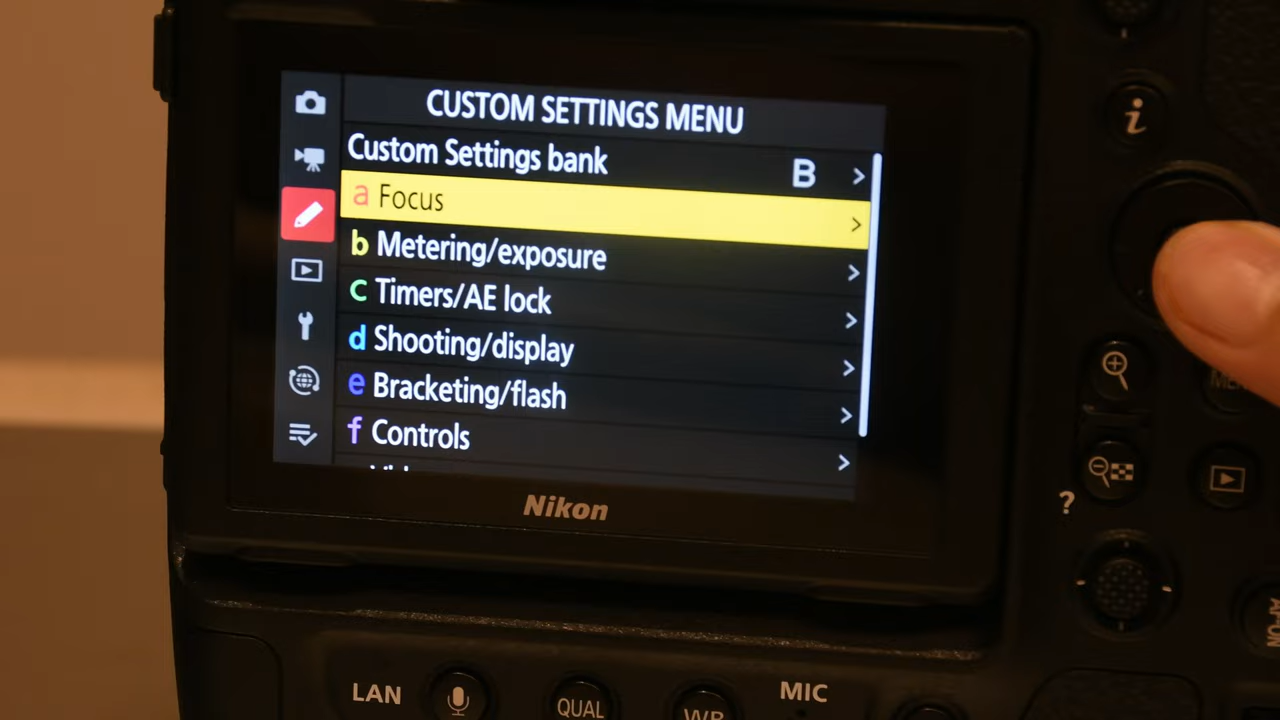 CUSTOM SETTINGS MENU
Custom Settings bank B >
a Focus >
b Metering/exposure >
c Timers/AE lock >
d Shooting/display >
e Bracketing/flash >
f Controls >
Nikon
i
?
LAN
QUAL
WB
MIC